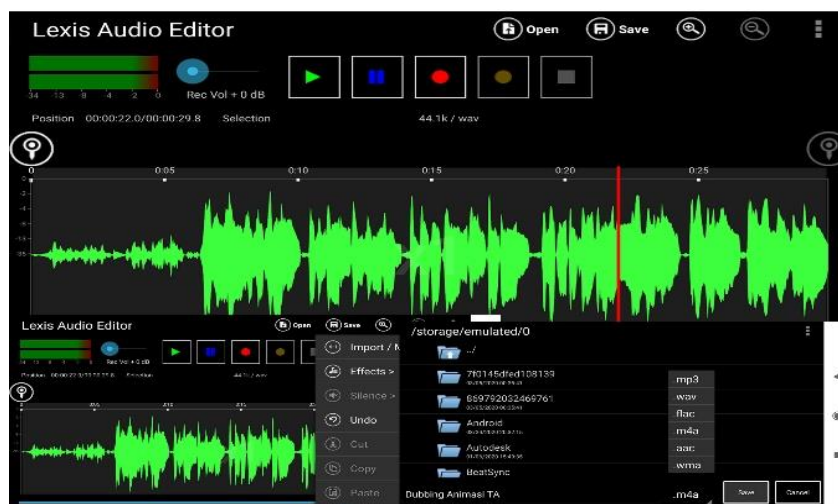 Lexis Audio Editor
Open
Save
34 -13 -8 -4 -2 0
Rec Vol + 0 dB
Position 00:00:22.0/00:00:29.8 Selection 44.1k / wav
0 0:05 0:10 0:15 0:20 0:25
Lexis Audio Editor
Open
Save
Rec Vol +0 dB
Import / M
Effects >
Silence >
Undo
Cut
Copy
Paste
/storage/emulated/0
../
7f0145dfed108139
869792032469761
Android
Autodesk
BeatSync
mp3
wav
flac
m4a
aac
.wma
Dubbing Animasi TA
.m4a
Save
Cancel